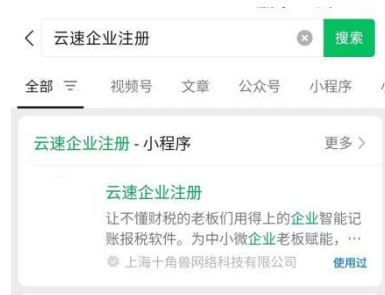 云速企业注册
搜索
全部 视频号 文章 公众号 小程序
云速企业注册 - 小程序 更多 >
云速企业注册
让不懂财税的老板们用得上的企业智能记
账报税软件。为中小微企业老板赋能，…
上海十角兽网络科技有限公司 使用过